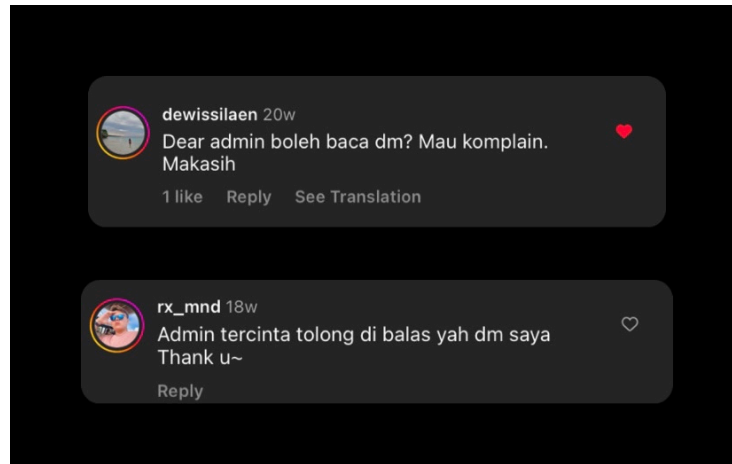 dewissilaen 20w
Dear admin boleh baca dm? Mau komplain.
Makasih
1 like Reply See Translation
rx_mnd 18w
Admin tercinta tolong di balas yah dm saya
Thank u~
Reply